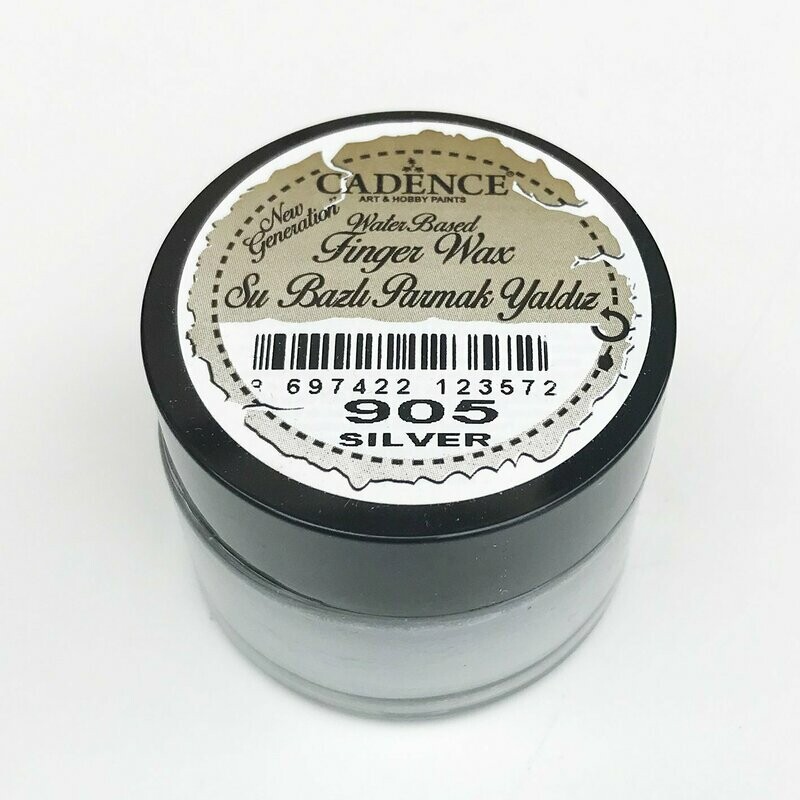 CADENCE
ART & HOBBY PAINTS
New
Generation
Water Based
Finger Wax
Su Bazlı Parmak Yaldız
697422 123572
905
SILVER